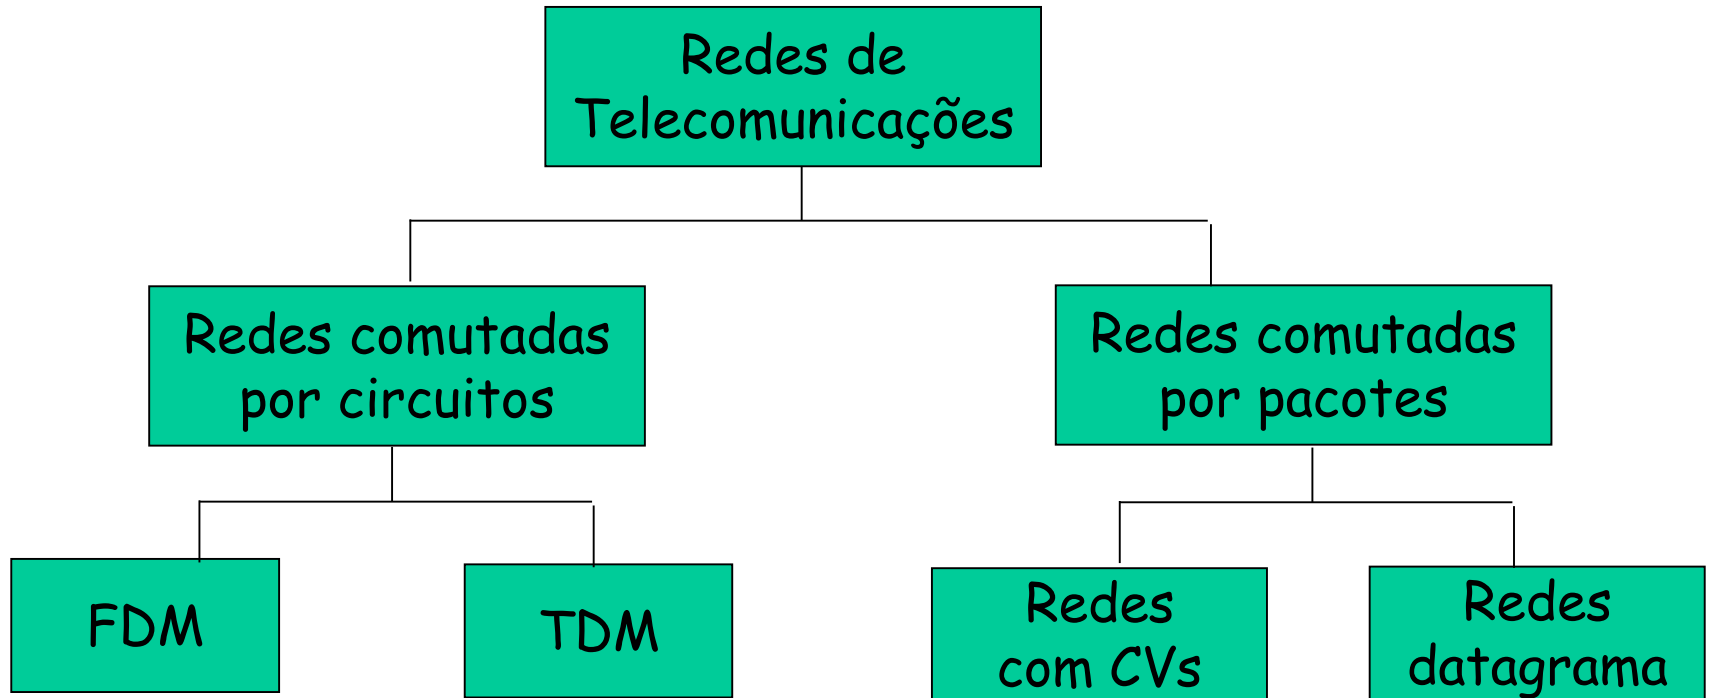 Redes de
Telecomunicações
Redes comutadas
por circuitos
Redes comutadas
por pacotes
FDM
TDM
Redes
com CVs
Redes
datagrama